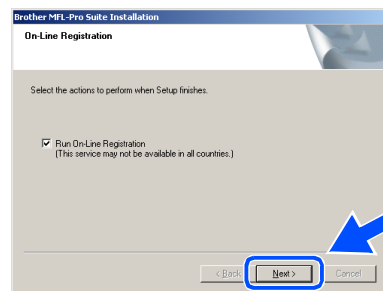 Brother MFL-Pro Suite Installation
On-Line Registration
Select the actions to perform when Setup finishes.
Run On-Line Registration
(This service may not be available in all countries.)
< Back
Next >
Cancel